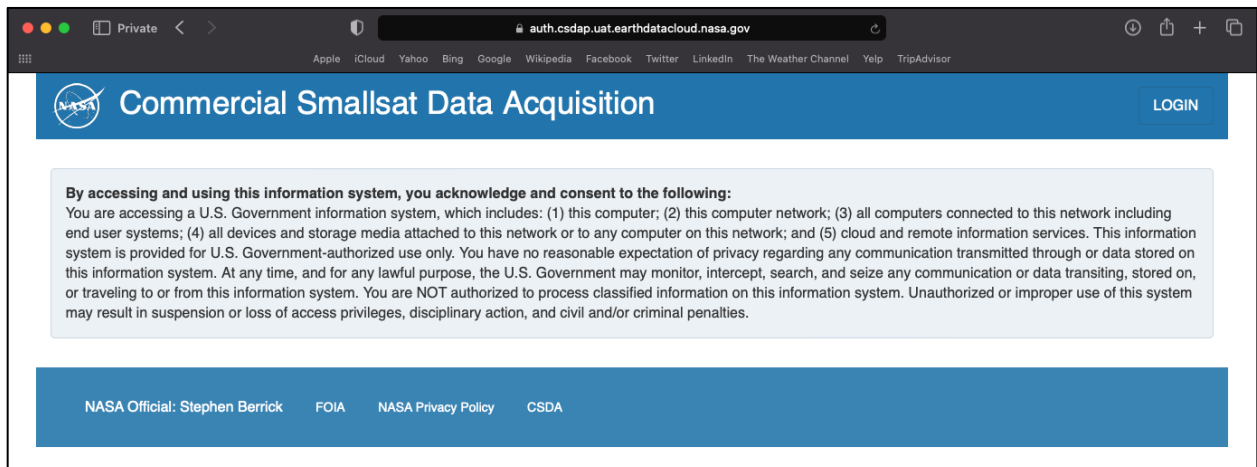 Private
auth.csdap.uat.earthdatacloud.nasa.gov
Apple iCloud Yahoo Bing Google Wikipedia Facebook Twitter LinkedIn The Weather Channel Yelp TripAdvisor
NASA
Commercial Smallsat Data Acquisition
LOGIN
By accessing and using this information system, you acknowledge and consent to the following:
You are accessing a U.S. Government information system, which includes: (1) this computer; (2) this computer network; (3) all computers connected to this network including
end user systems; (4) all devices and storage media attached to this network or to any computer on this network; and (5) cloud and remote information services. This information
system is provided for U.S. Government-authorized use only. You have no reasonable expectation of privacy regarding any communication transmitted through or data stored on
this information system. At any time, and for any lawful purpose, the U.S. Government may monitor, intercept, search, and seize any communication or data transiting, stored on,
or traveling to or from this information system. You are NOT authorized to process classified information on this information system. Unauthorized or improper use of this system
may result in suspension or loss of access privileges, disciplinary action, and civil and/or criminal penalties.
NASA Official: Stephen Berrick FOIA NASA Privacy Policy CSDA